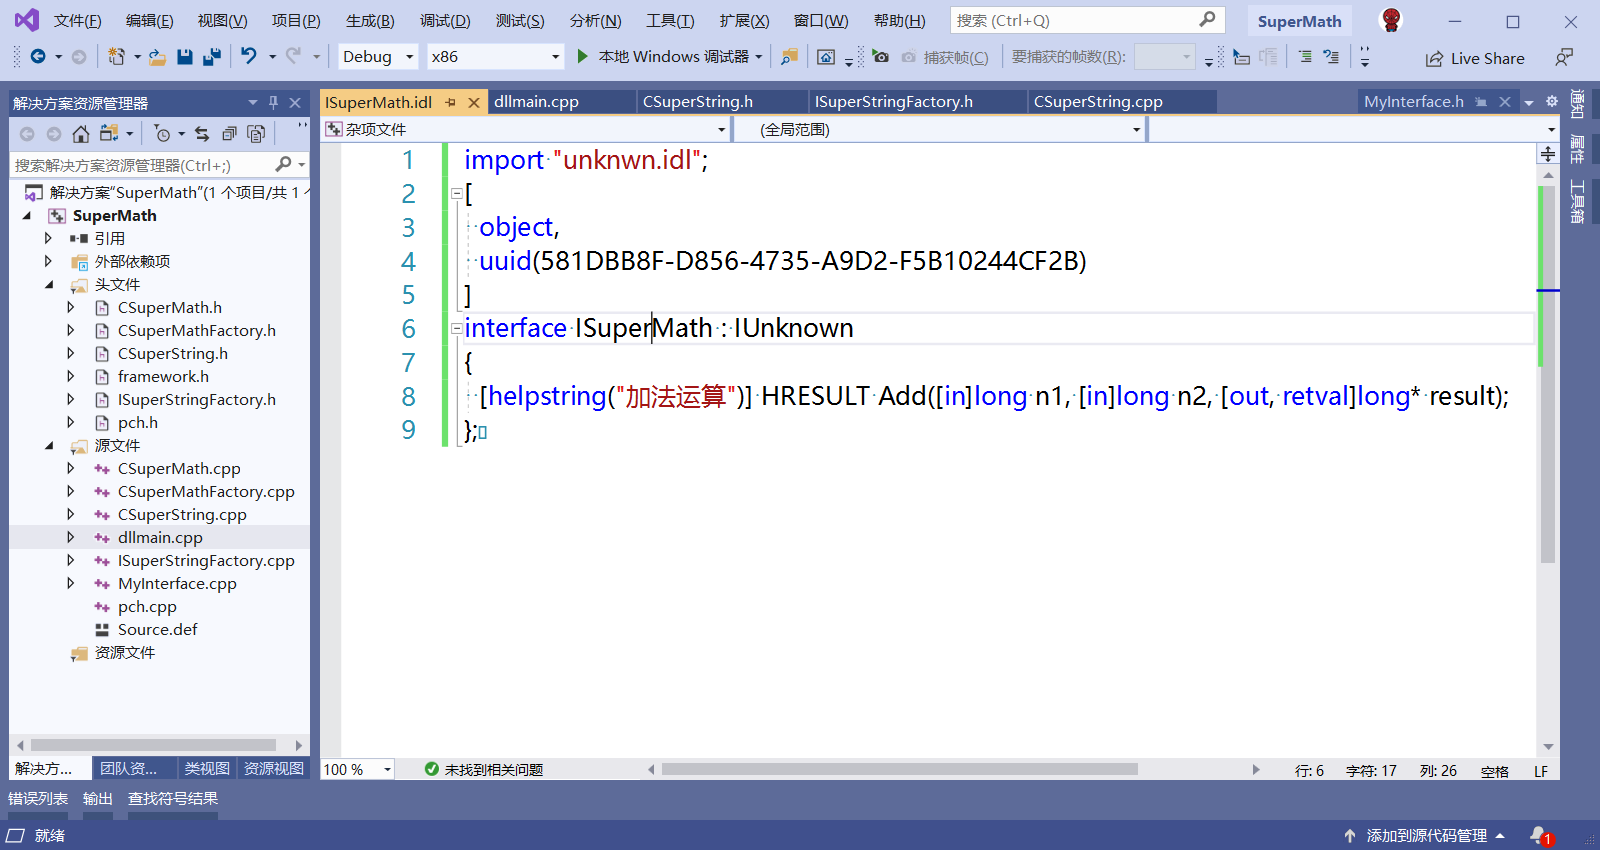 文件(F) 编辑(E) 视图(V) 项目(P) 生成(B) 调试(D) 测试(S) 分析(N) 工具(T) 扩展(X) 窗口(W) 帮助(H) 搜索 (Ctrl+Q) SuperMath
Debug x86 本地 Windows 调试器 捕获帧(C) 要捕获的帧数(R): Live Share
解决方案资源管理器
搜索解决方案资源管理器(Ctrl+;)
解决方案"SuperMath"(1 个项目/共 1 个
SuperMath
引用
外部依赖项
头文件
CSuperMath.h
CSuperMathFactory.h
CSuperString.h
framework.h
ISuperStringFactory.h
pch.h
源文件
CSuperMath.cpp
CSuperMathFactory.cpp
CSuperString.cpp
dllmain.cpp
ISuperStringFactory.cpp
MyInterface.cpp
pch.cpp
Source.def
资源文件
解决方... 团队资... 类视图 资源视图
ISuperMath.idl dllmain.cpp CSuperString.h ISuperStringFactory.h CSuperString.cpp MyInterface.h
杂项文件 (全局范围)
1 import "unknwn.idl";
2 [
3 object,
4 uuid(581DBB8F-D856-4735-A9D2-F5B10244CF2B)
5 ]
6 interface ISuperMath : IUnknown
7 {
8 [helpstring("加法运算")] HRESULT Add([in]long n1, [in]long n2, [out, retval]long* result);
9 };
100 % 未找到相关问题 行: 6 字符: 17 列: 26 空格 LF
通知
属性
工具箱
错误列表 输出 查找符号结果
就绪 添加到源代码管理 1